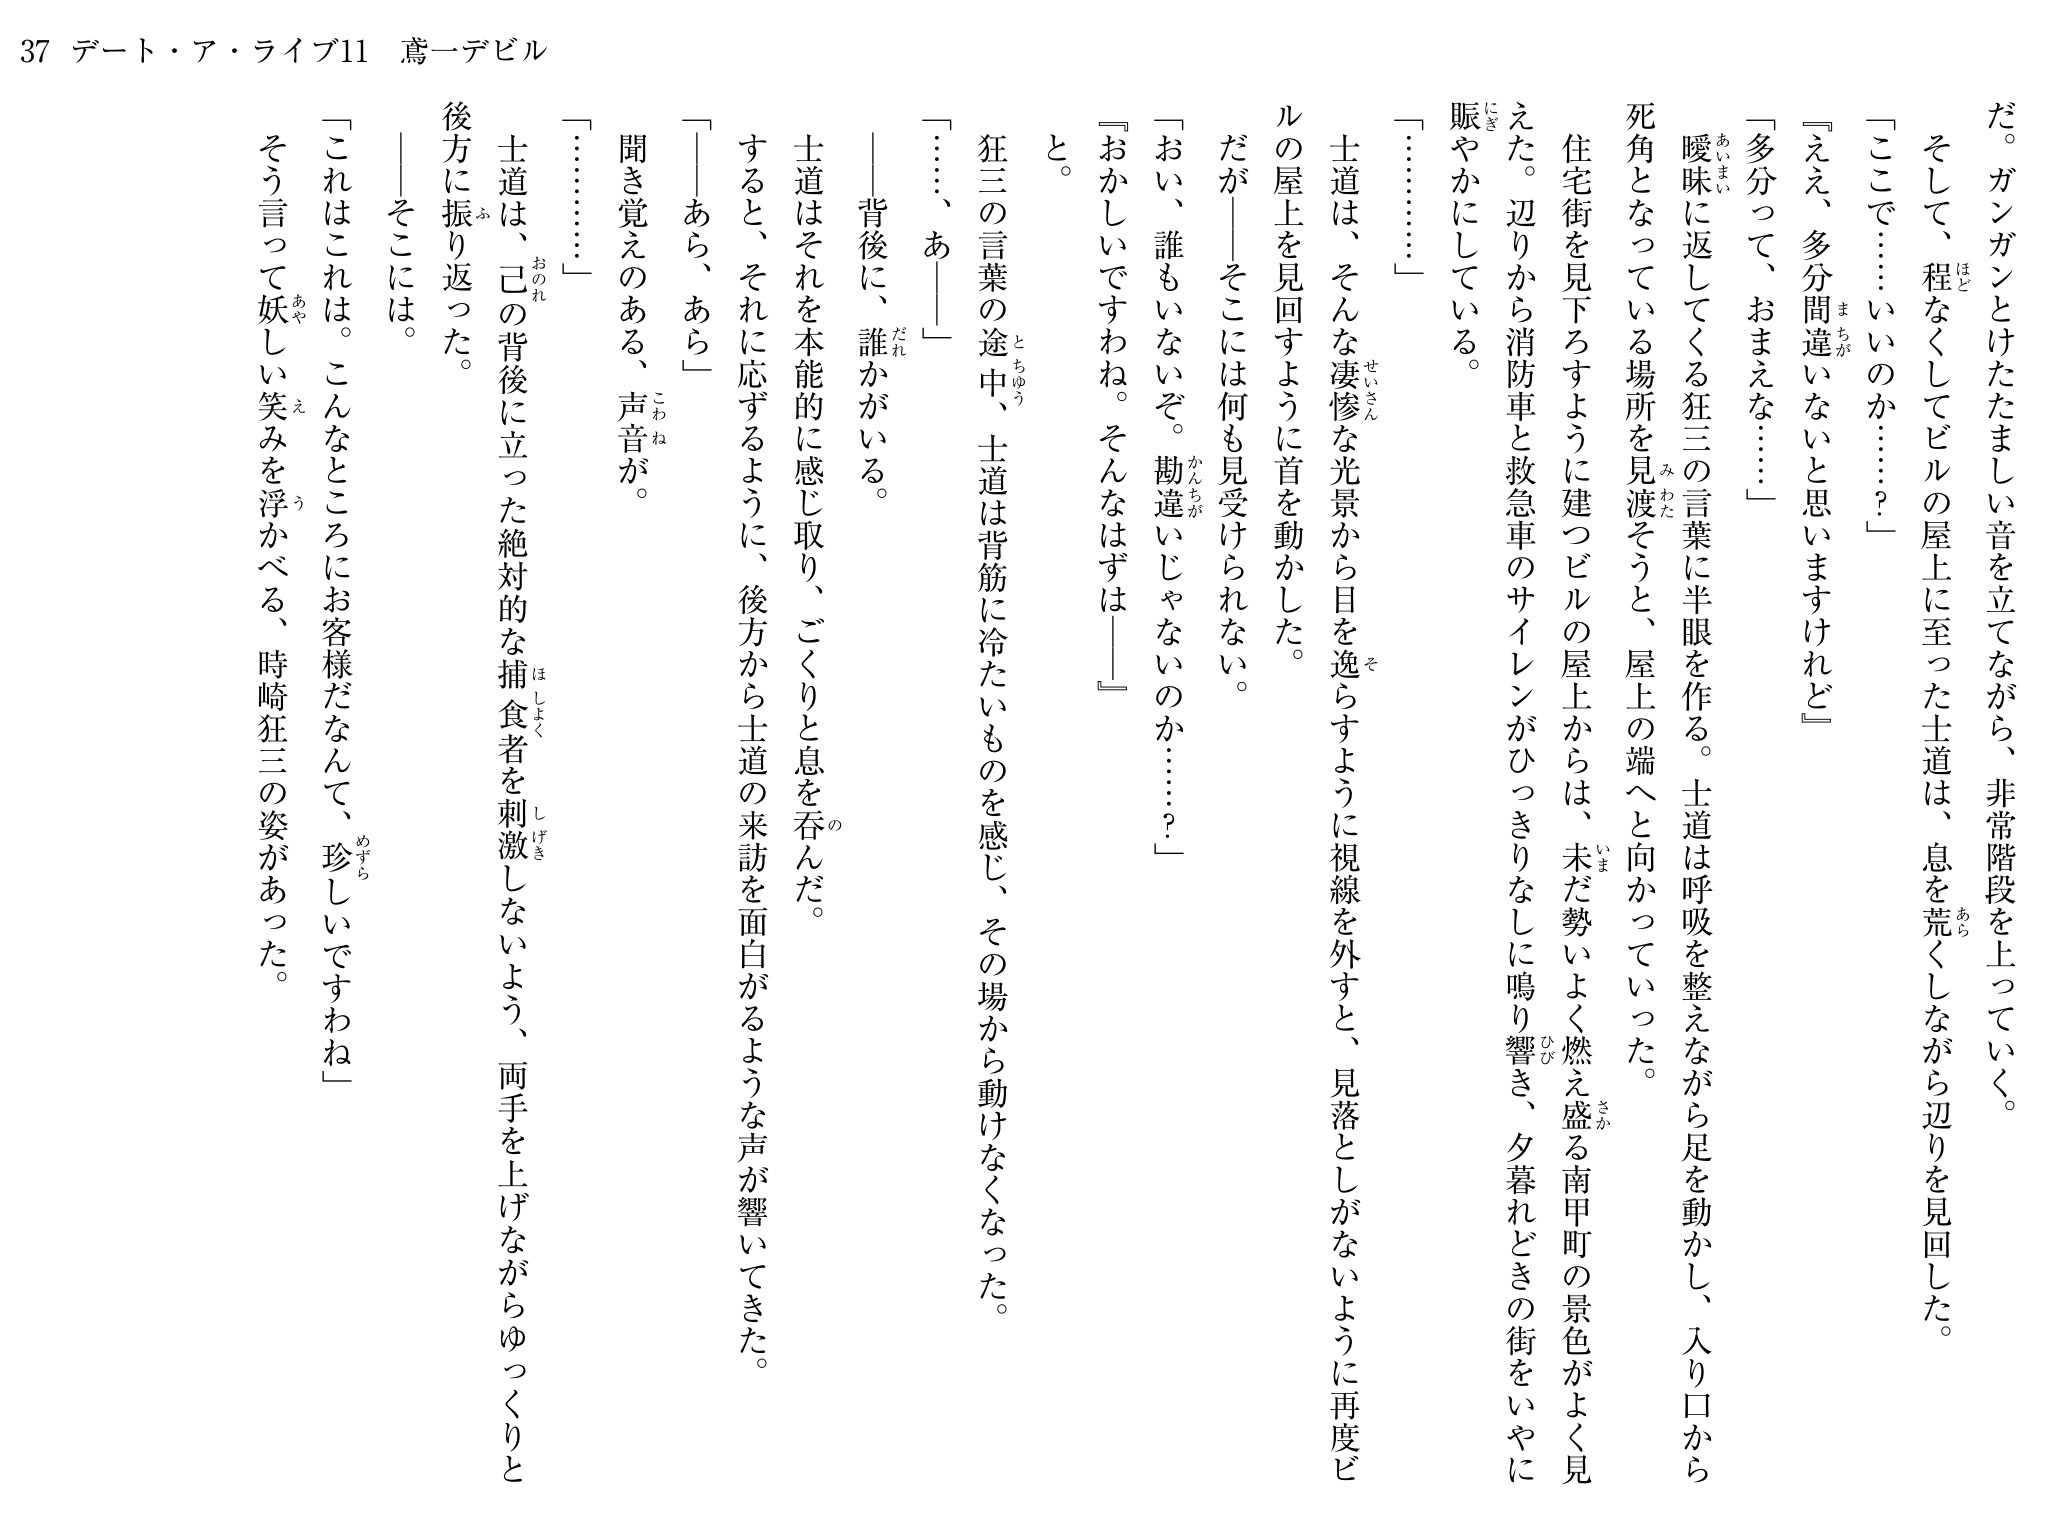 37 デート・ア・ライブ11 鳶一デビル
だ。ガンガンとけたたましい音を立てながら、非常階段を上っていく。
そして、程なくしてビルの屋上に至った士道は、息を荒くしながら辺りを見回した。
「ここで……いいのか……?」
『ええ、多分間違いないと思いますけれど』
「多分って、おまえな……」
曖昧に返してくる狂三の言葉に半眼を作る。士道は呼吸を整えながら足を動かし、入り口から
死角となっている場所を見渡そうと、屋上の端へと向かっていった。
住宅街を見下ろすように建つビルの屋上からは、未だ勢いよく燃え盛る南甲町の景色がよく見
えた。辺りから消防車と救急車のサイレンがひっきりなしに鳴り響き、夕暮れどきの街をいやに
賑やかにしている。
「…………」
士道は、そんな凄惨な光景から目を逸らすように視線を外すと、見落としがないように再度ビ
ルの屋上を見回すように首を動かした。
だが――そこには何も見受けられない。
「おい、誰もいないぞ。勘違いじゃないのか……?」
『おかしいですわね。そんなはずは――』
と。
狂三の言葉の途中、士道は背筋に冷たいものを感じ、その場から動けなくなった。
「……、あ――」
――背後に、誰かがいる。
士道はそれを本能的に感じ取り、ごくりと息を呑んだ。
すると、それに応ずるように、後方から士道の来訪を面白がるような声が響いてきた。
「――あら、あら」
聞き覚えのある、声音が。
「…………」
士道は、己の背後に立った絶対的な捕食者を刺激しないよう、両手を上げながらゆっくりと
後方に振り返った。
――そこには。
「これはこれは。こんなところにお客様だなんて、珍しいですわね」
そう言って妖しい笑みを浮かべる、時崎狂三の姿があった。